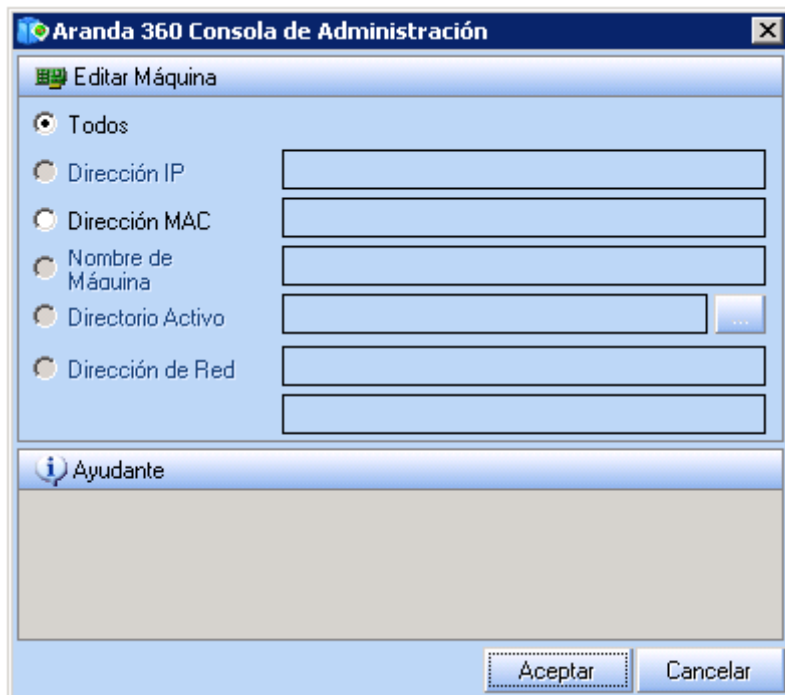 Aranda 360 Consola de Administración
Editar Máquina
Todos
Dirección IP
Dirección MAC
Nombre de
Máquina
Directorio Activo
...
Dirección de Red
Ayudante
Aceptar
Cancelar